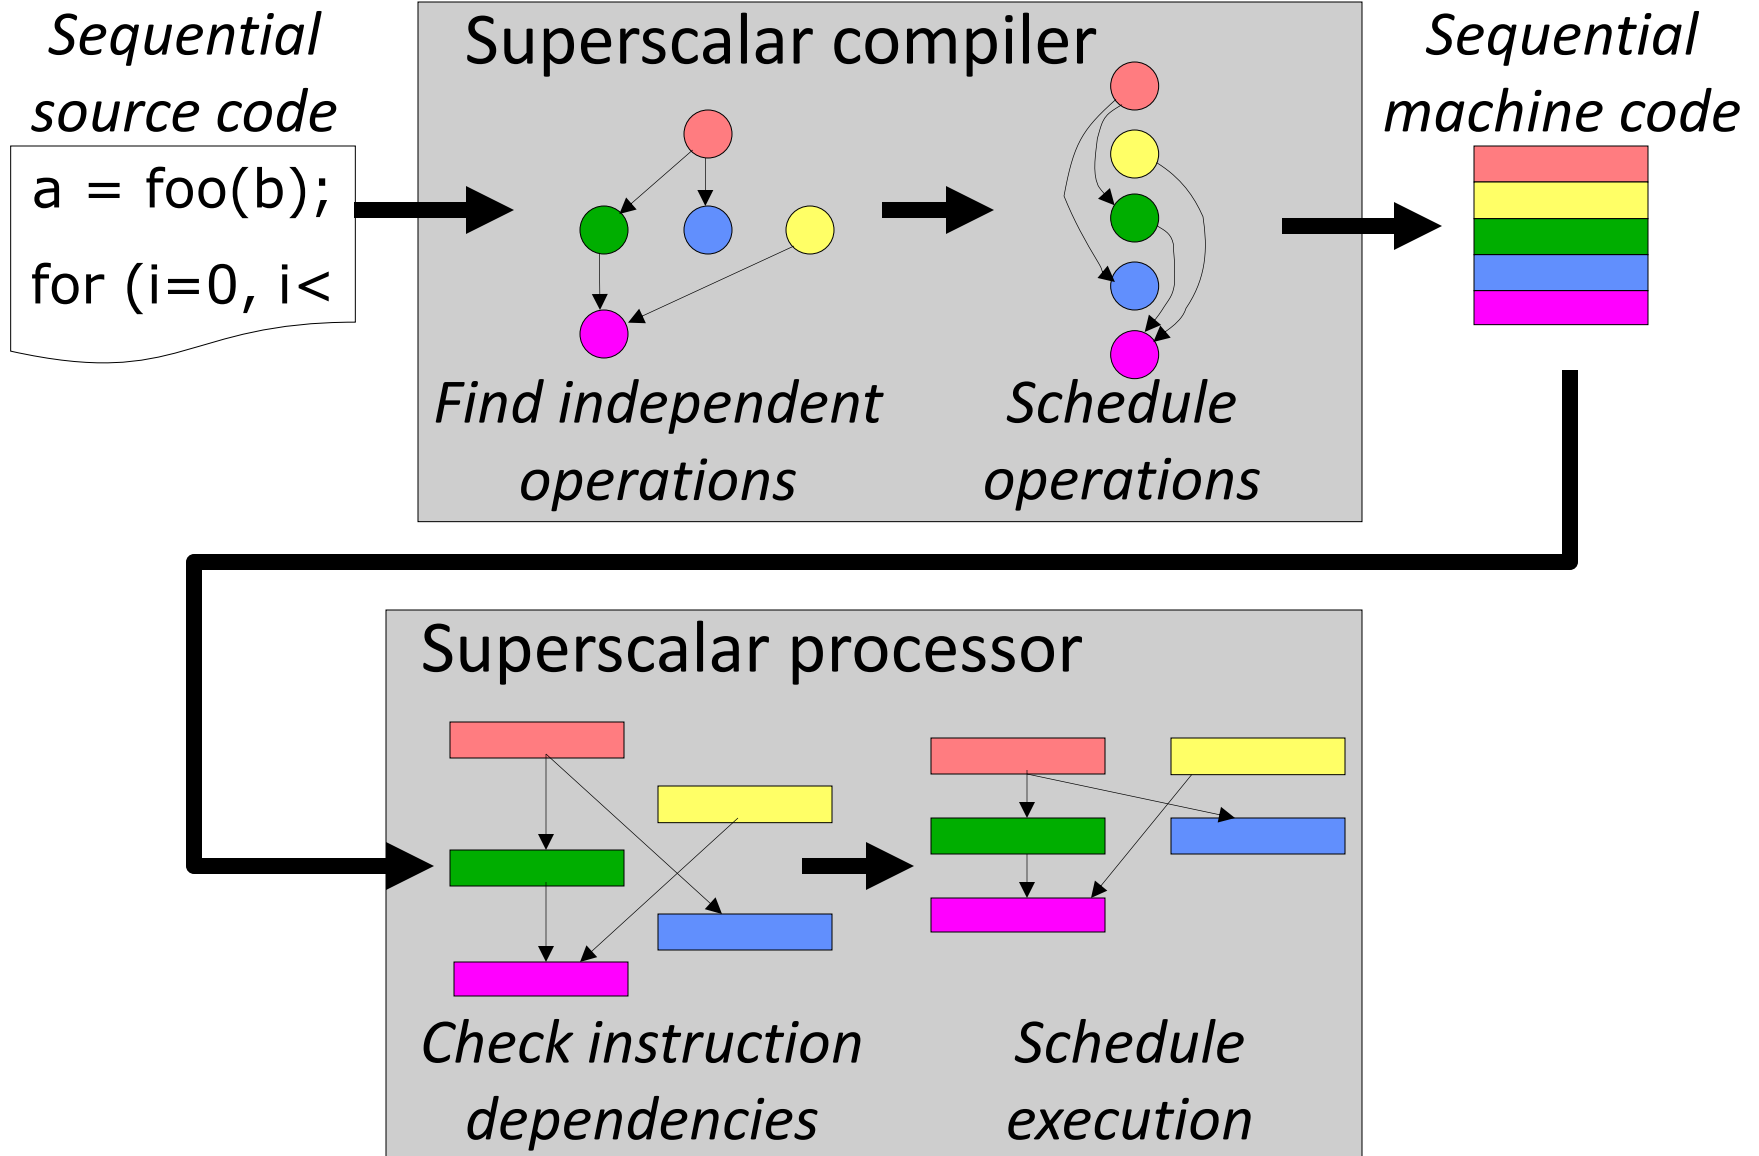 Sequential
source code
a = foo(b);
for (i=0, i<
Superscalar compiler
Find independent
operations
Schedule
operations
Sequential
machine code
Superscalar processor
Check instruction
dependencies
Schedule
execution